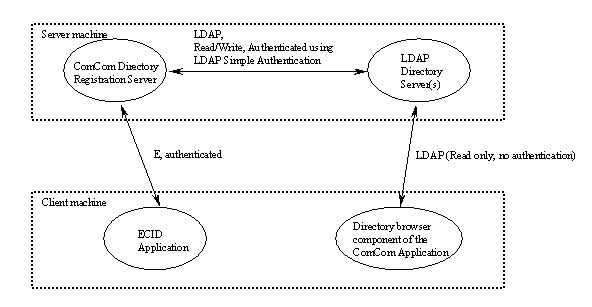 Server machine
LDAP,
Read/Write, Authenticated using
LDAP Simple Authentication
ComCom Directory
Registration Server
LDAP
Directory
Server(s)
E, authenticated
LDAP (Read only, no authentication)
Client machine
ECID
Application
Directory browser
component of the
ComCom Application